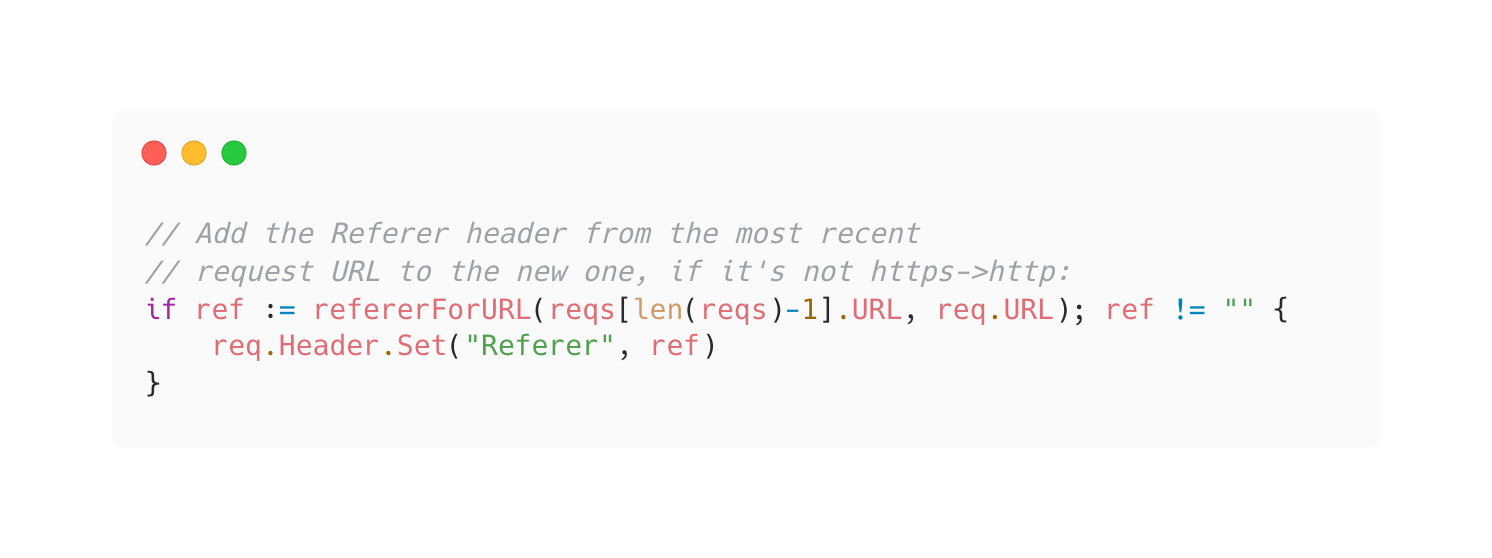 // Add the Referer header from the most recent
// request URL to the new one, if it's not https->http:
if ref := refererForURL(reqs[len(reqs)-1].URL, req.URL); ref != "" {
    req.Header.Set("Referer", ref)
}